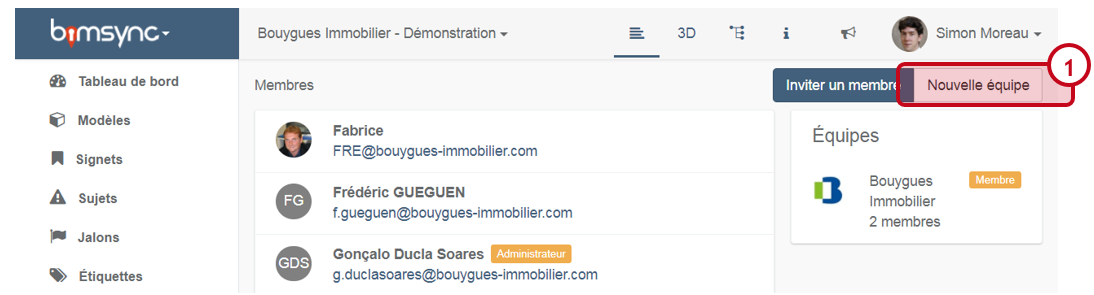 bimsync
Bouygues Immobilier - Démonstration
3D
i
Simon Moreau
1
Tableau de bord
Modèles
Signets
Sujets
Jalons
Étiquettes
Membres
Inviter un membre
Nouvelle équipe
Fabrice
FRE@bouygues-immobilier.com
FG
Frédéric GUEGUEN
f.gueguen@bouygues-immobilier.com
GDS
Gonçalo Ducla Soares Administrateur
g.duclasoares@bouygues-immobilier.com
Équipes
Bouygues
Immobilier
2 membres
Membre